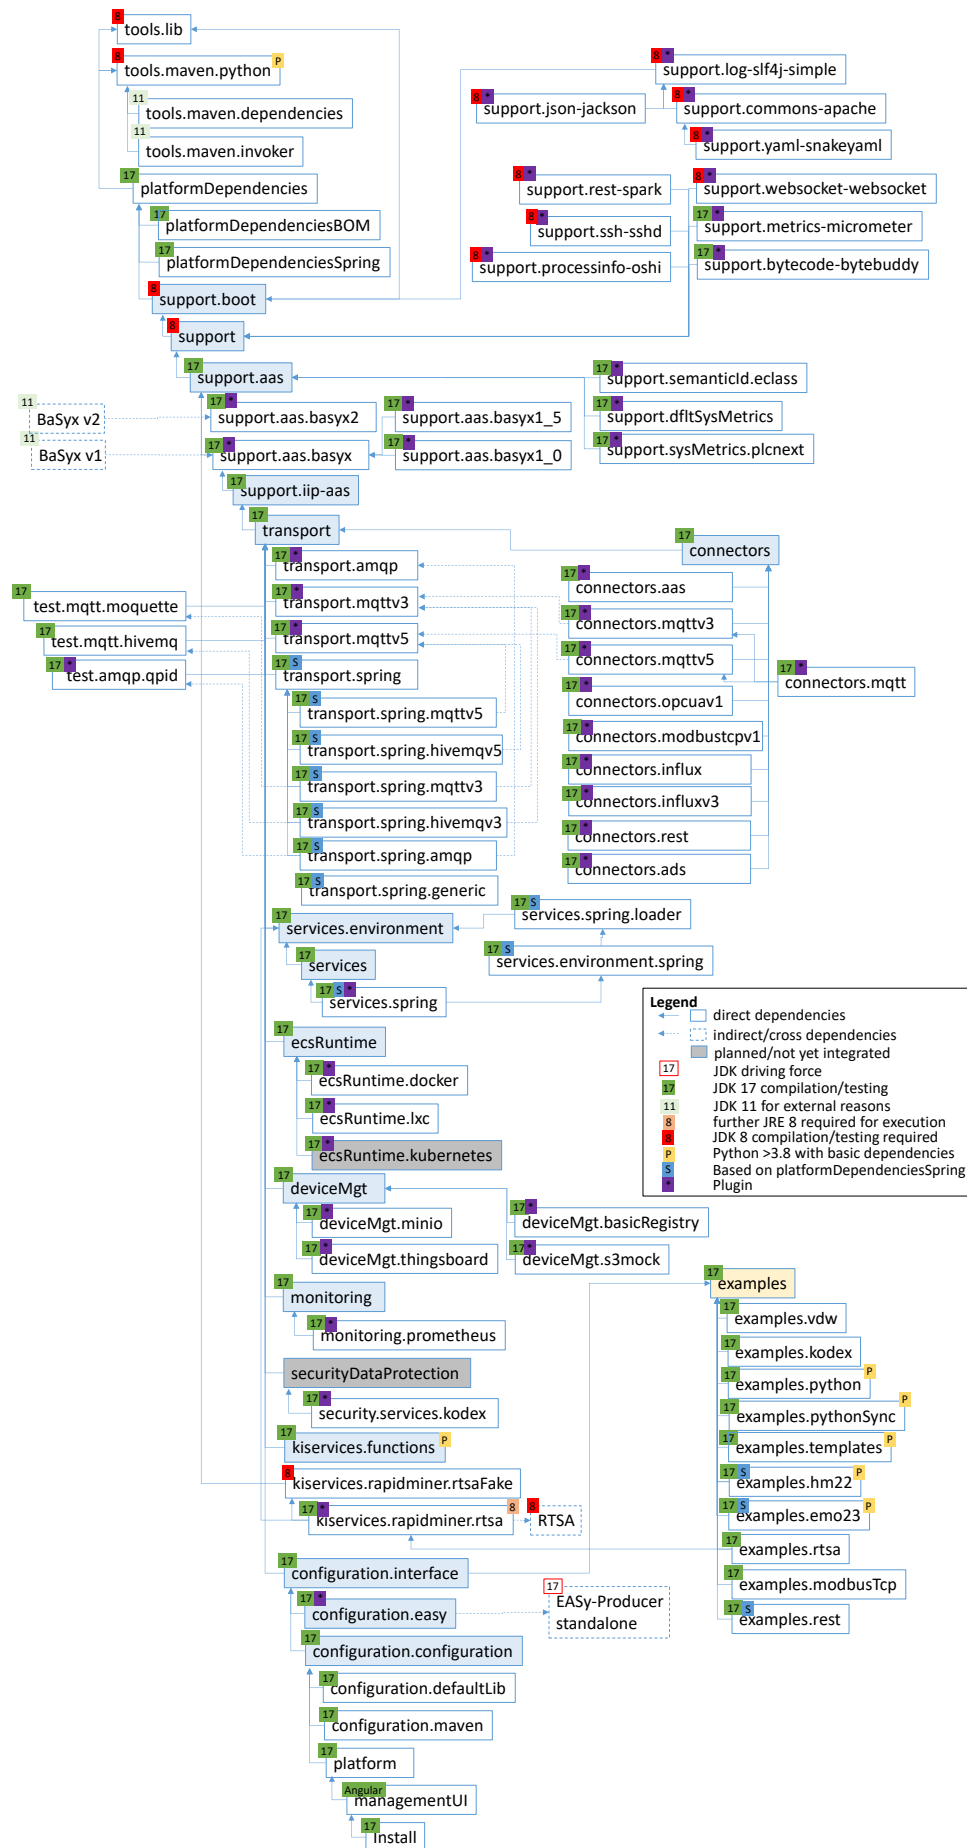 8
tools.lib
8
tools.maven.python
P
11
tools.maven.dependencies
11
tools.maven.invoker
17
platformDependencies
17
platformDependenciesBOM
17
platformDependenciesSpring
8 *
support.log-slf4j-simple
8 *
support.json-jackson
8 *
support.commons-apache
8 *
support.yaml-snakeyaml
8 *
support.rest-spark
8 *
support.websocket-websocket
8 *
support.ssh-sshd
17 *
support.metrics-micrometer
8 *
support.processinfo-oshi
17 *
support.bytecode-bytebuddy
8
support.boot
8
support
17
support.aas
17 *
support.semanticId.eclass
11
BaSyx v2
17 *
support.aas.basyx2
17 *
support.aas.basyx1_5
17 *
support.dfltSysMetrics
11
BaSyx v1
17 *
support.aas.basyx
17 *
support.aas.basyx1_0
17 *
support.sysMetrics.plcnext
17
support.iip-aas
17
transport
17
connectors
17 *
transport.amqp
17 *
connectors.aas
17
test.mqtt.moquette
17 *
transport.mqttv3
17 *
connectors.mqttv3
17
test.mqtt.hivemq
17 *
transport.mqttv5
17 *
connectors.mqttv5
17 *
test.amqp.qpid
17 S
transport.spring
17 *
connectors.mqtt
17 *
connectors.opcuav1
17 S
transport.spring.mqttv5
17 *
connectors.modbustcpv1
17 S
transport.spring.hivemqv5
17 *
connectors.influx
17 S
transport.spring.mqttv3
17 *
connectors.influxv3
17 S
transport.spring.hivemqv3
17 *
connectors.rest
17 S
transport.spring.amqp
17 *
connectors.ads
17 S
transport.spring.generic
17
services.environment
17 S
services.spring.loader
17
services
17 S
services.environment.spring
17 S *
services.spring
Legend
direct dependencies
indirect/cross dependencies
planned/not yet integrated
17 JDK driving force
17 JDK 17 compilation/testing
11 JDK 11 for external reasons
8 further JRE 8 required for execution
8 JDK 8 compilation/testing required
P Python >3.8 with basic dependencies
S Based on platformDependenciesSpring
* Plugin
17
ecsRuntime
17 *
ecsRuntime.docker
17 *
ecsRuntime.lxc
17 *
ecsRuntime.kubernetes
17
deviceMgt
17 *
deviceMgt.minio
17 *
deviceMgt.basicRegistry
17 *
deviceMgt.thingsboard
17 *
deviceMgt.s3mock
17
monitoring
17 *
monitoring.prometheus
securityDataProtection
17 *
security.services.kodex
17
kiservices.functions
P
8
kiservices.rapidminer.rtsaFake
17 *
kiservices.rapidminer.rtsa
8
8
RTSA
17
examples
17
examples.vdw
17
examples.kodex
17
examples.python
P
17
examples.pythonSync
P
17
examples.templates
P
17 S
examples.hm22
P
17 S
examples.emo23
P
17
examples.rtsa
17
examples.modbusTcp
17 S
examples.rest
17
configuration.interface
17 *
configuration.easy
17
EASy-Producer
standalone
17
configuration.configuration
17
configuration.defaultLib
17
configuration.maven
17
platform
Angular
managementUI
17
Install